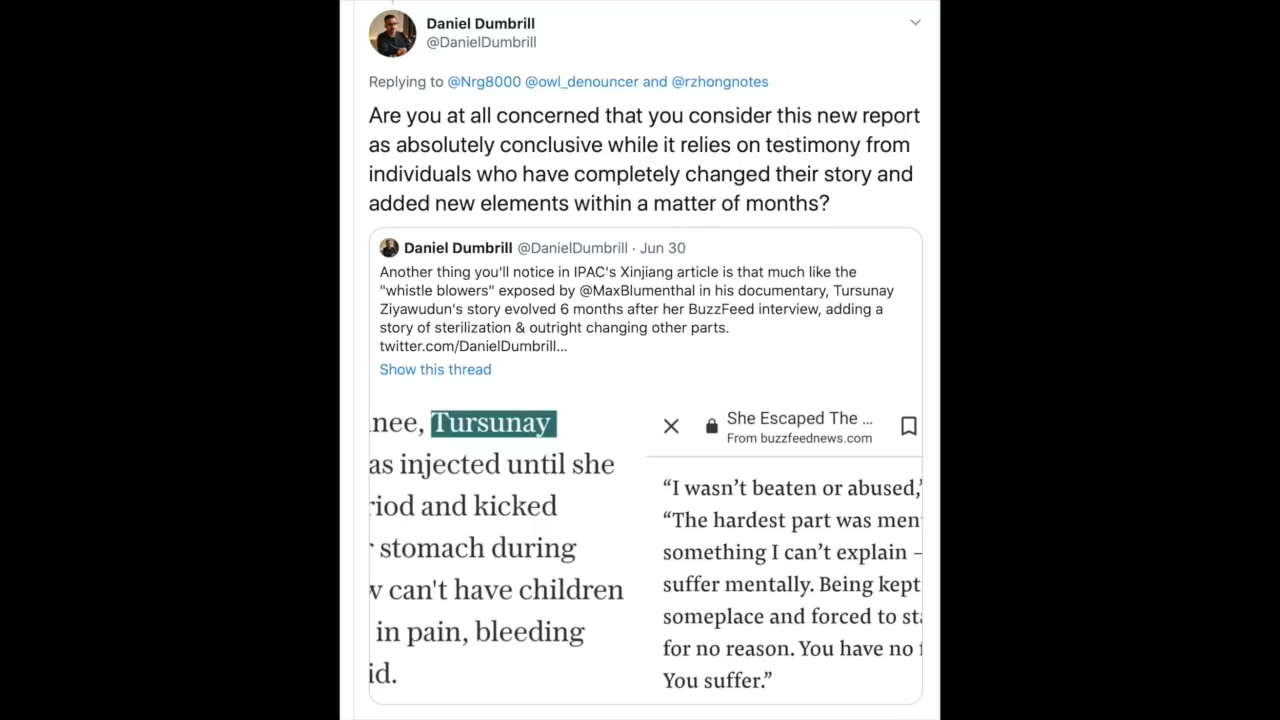 Daniel Dumbrill
@DanielDumbrill
Replying to @Nrg8000 @owl_denouncer and @rzhongnotes
Are you at all concerned that you consider this new report
as absolutely conclusive while it relies on testimony from
individuals who have completely changed their story and
added new elements within a matter of months?
Daniel Dumbrill @DanielDumbrill · Jun 30
Another thing you'll notice in IPAC's Xinjiang article is that much like the
"whistle blowers" exposed by @MaxBlumenthal in his documentary, Tursunay
Ziyawudun's story evolved 6 months after her BuzzFeed interview, adding a
story of sterilization & outright changing other parts.
twitter.com/DanielDumbrill...
Show this thread
nee, Tursunay
as injected until she
riod and kicked
stomach during
can't have children
in pain, bleeding
id.
She Escaped The ...
From buzzfeednews.com
“I wasn’t beaten or abused,”
“The hardest part was men
something I can’t explain –
suffer mentally. Being kept
someplace and forced to st
for no reason. You have no
You suffer.”